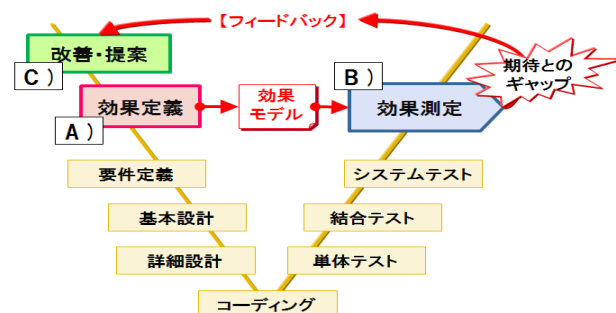 【フィードバック】
改善・提案
C）
期待との
ギャップ
B）
効果定義
A）
効果
モデル
効果測定
要件定義
システムテスト
基本設計
結合テスト
詳細設計
単体テスト
コーディング